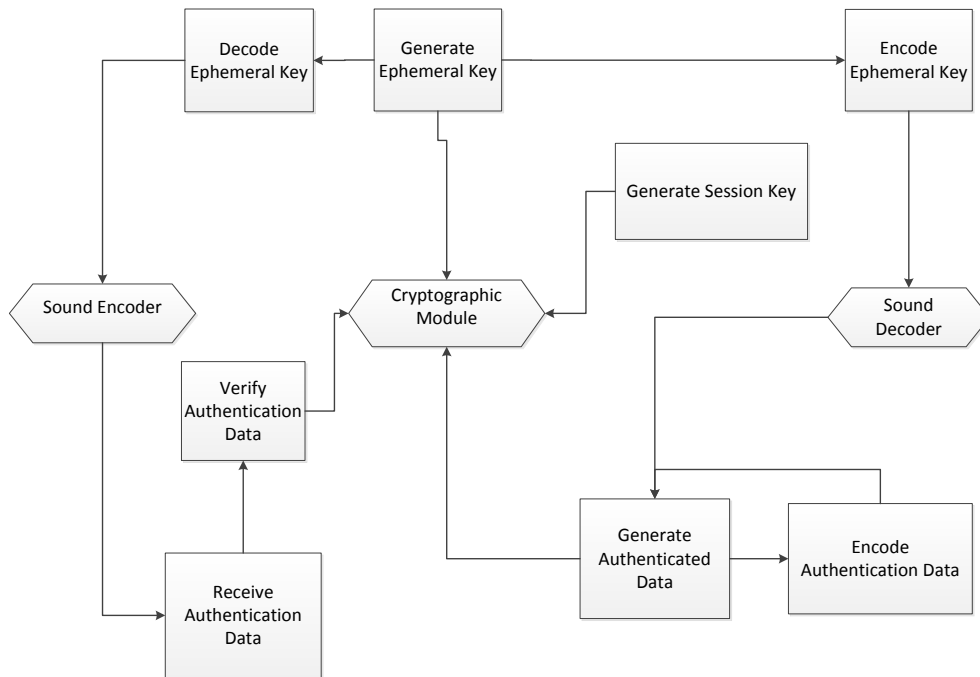 Decode
Ephemeral Key
Generate
Ephemeral Key
Encode
Ephemeral Key
Generate Session Key
Sound Encoder
Cryptographic
Module
Sound
Decoder
Verify
Authentication
Data
Generate
Authenticated
Data
Encode
Authentication Data
Receive
Authentication
Data